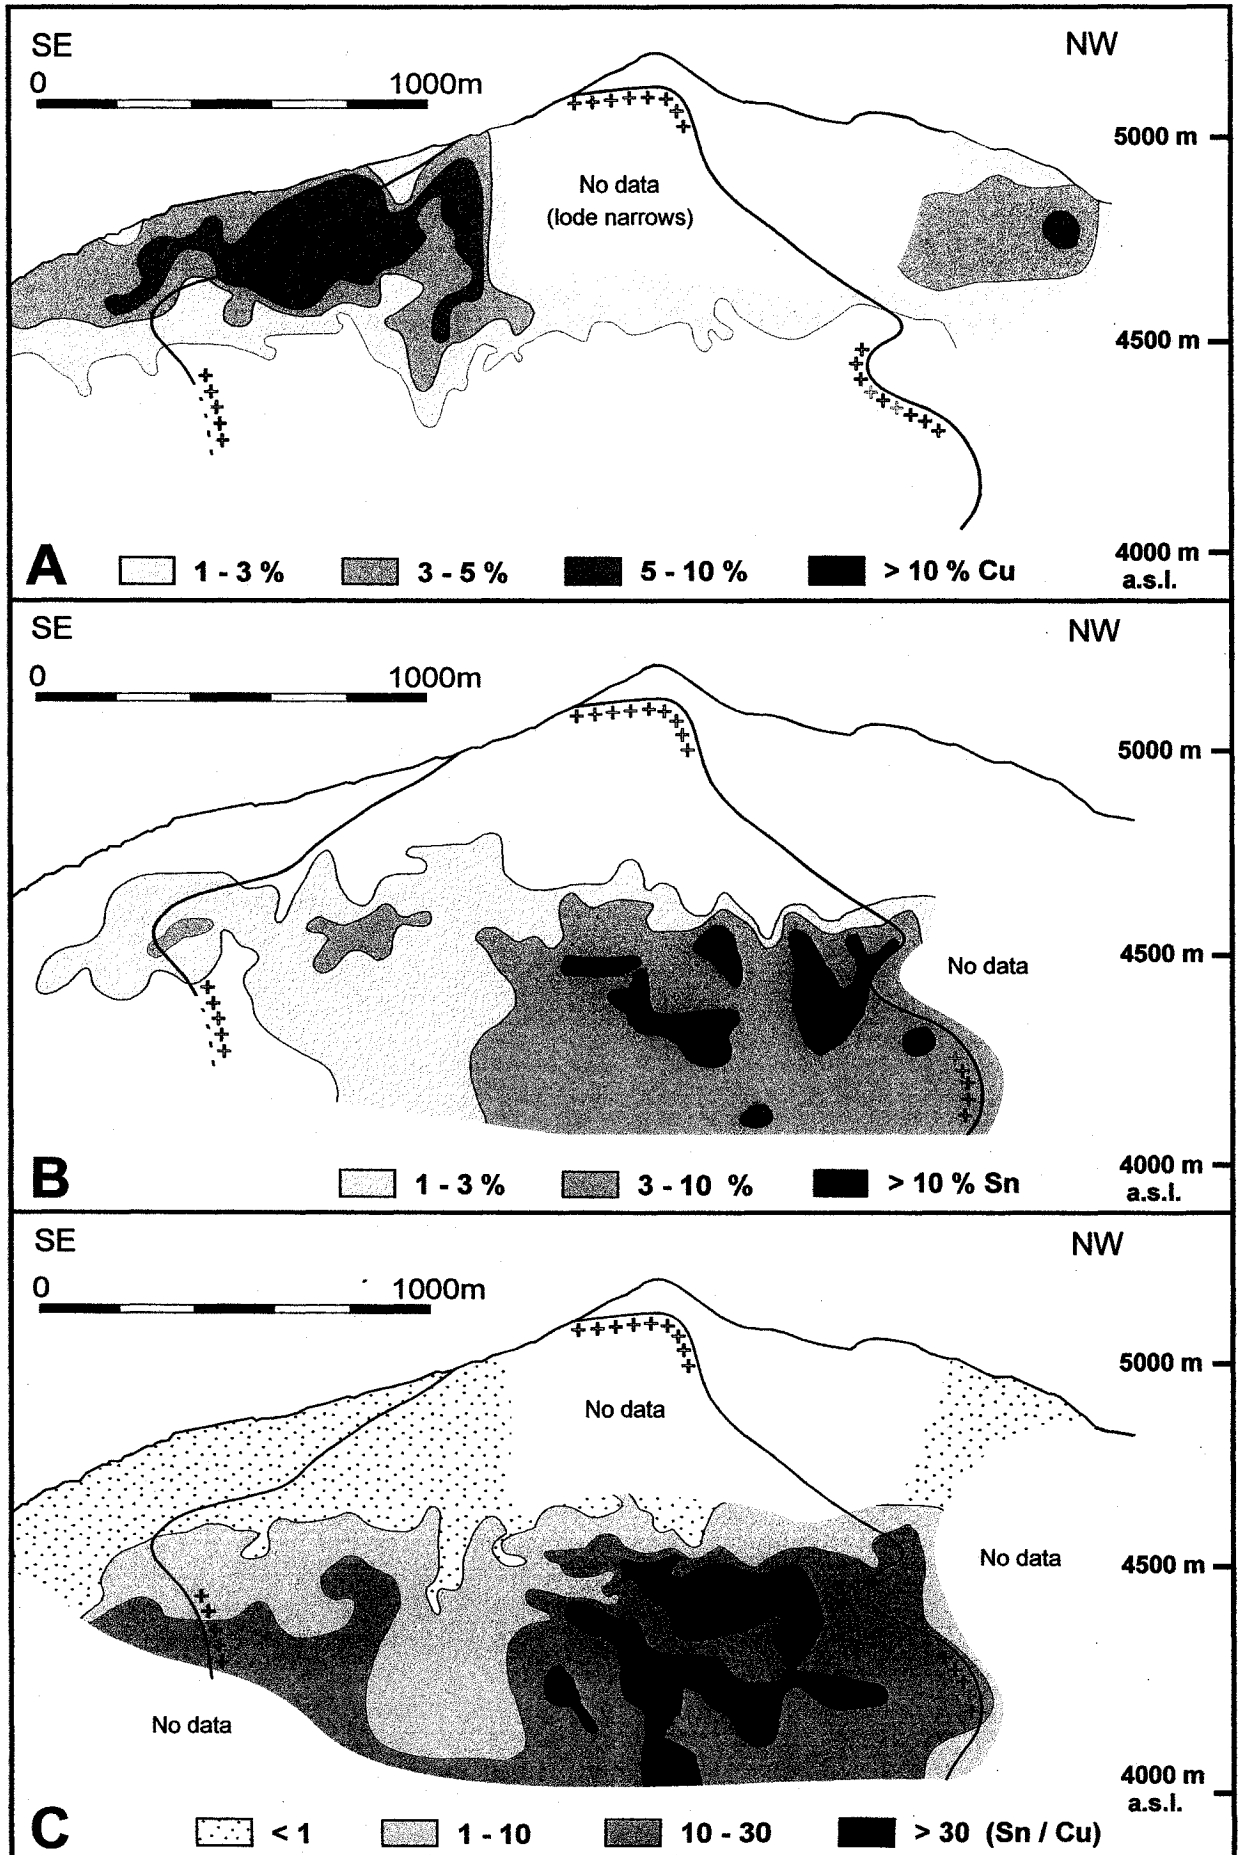 SE NW
0 1000m
5000 m
No data
(lode narrows)
4500 m
4000 m
a.s.l.
A 1 - 3 % 3 - 5 % 5 - 10 % > 10 % Cu
SE NW
0 1000m
5000 m
4500 m
No data
4000 m
a.s.l.
B 1 - 3 % 3 - 10 % > 10 % Sn
SE NW
0 1000m
5000 m
No data
No data
4500 m
No data
4000 m
a.s.l.
C < 1 1 - 10 10 - 30 > 30 (Sn / Cu)